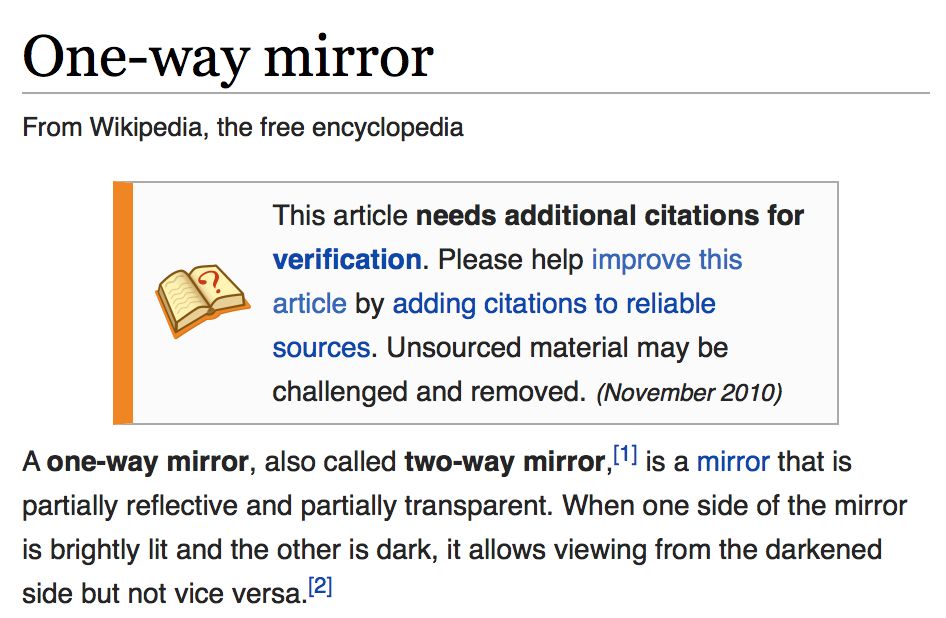 One-way mirror
From Wikipedia, the free encyclopedia
This article needs additional citations for
verification. Please help improve this
article by adding citations to reliable
sources. Unsourced material may be
challenged and removed. (November 2010)
A one-way mirror, also called two-way mirror,[1] is a mirror that is
partially reflective and partially transparent. When one side of the mirror
is brightly lit and the other is dark, it allows viewing from the darkened
side but not vice versa.[2]